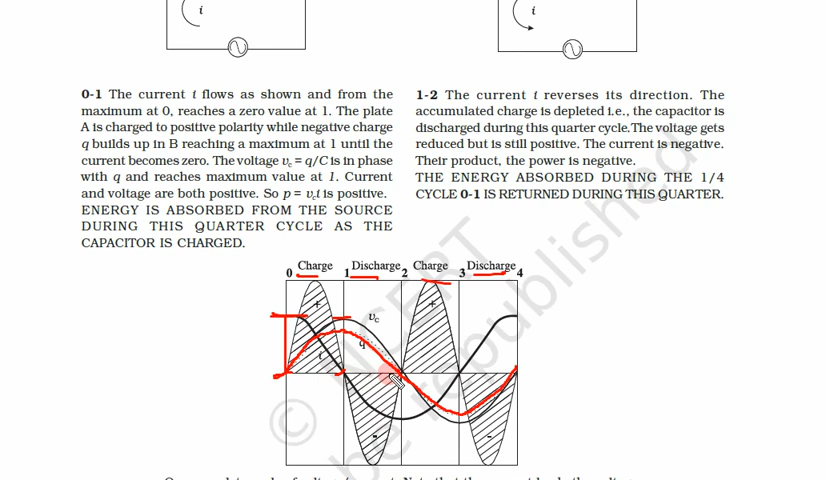 i
i
0-1 The current i flows as shown and from the
maximum at 0, reaches a zero value at 1. The plate
A is charged to positive polarity while negative charge
q builds up in B reaching a maximum at 1 until the
current becomes zero. The voltage vc = q/C is in phase
with q and reaches maximum value at 1. Current
and voltage are both positive. So p = vci is positive.
ENERGY IS ABSORBED FROM THE SOURCE
DURING THIS QUARTER CYCLE AS THE
CAPACITOR IS CHARGED.
1-2 The current i reverses its direction. The
accumulated charge is depleted i.e., the capacitor is
discharged during this quarter cycle.The voltage gets
reduced but is still positive. The current is negative.
Their product, the power is negative.
THE ENERGY ABSORBED DURING THE 1/4
CYCLE 0-1 IS RETURNED DURING THIS QUARTER.
Charge Discharge Charge Discharge
0 1 2 3 4
+ +
vc
q
i
- -
© NCERT
be republished